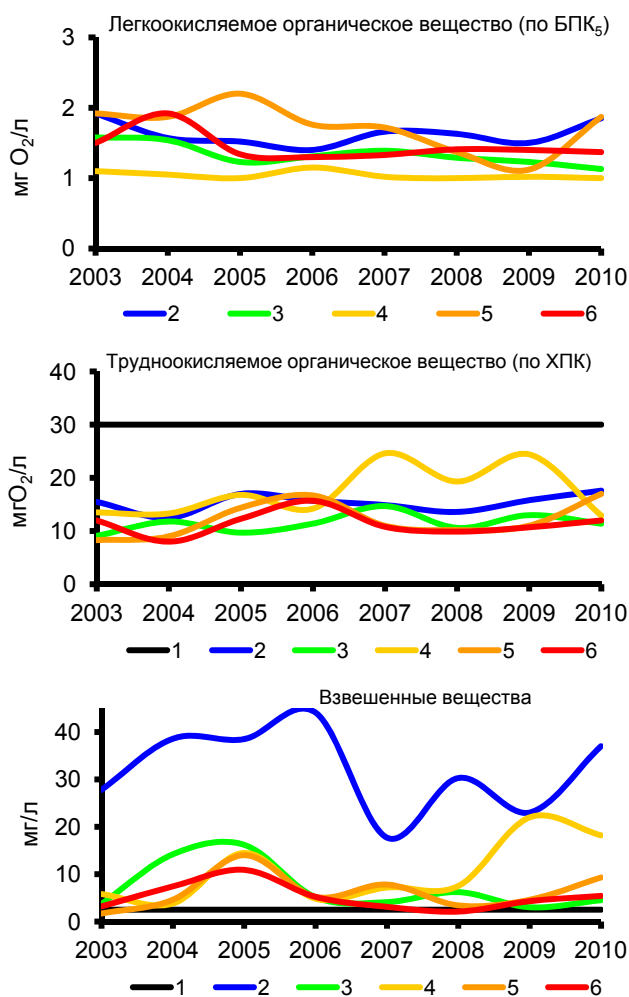 Легкоокисляемое органическое вещество (по БПК₅)
3
2
1
0
мг O₂/л
2003 2004 2005 2006 2007 2008 2009 2010
2 3 4 5 6
Трудноокисляемое органическое вещество (по ХПК)
40
30
20
10
0
мгO₂/л
2003 2004 2005 2006 2007 2008 2009 2010
1 2 3 4 5 6
Взвешенные вещества
40
30
20
10
0
мг/л
2003 2004 2005 2006 2007 2008 2009 2010
1 2 3 4 5 6